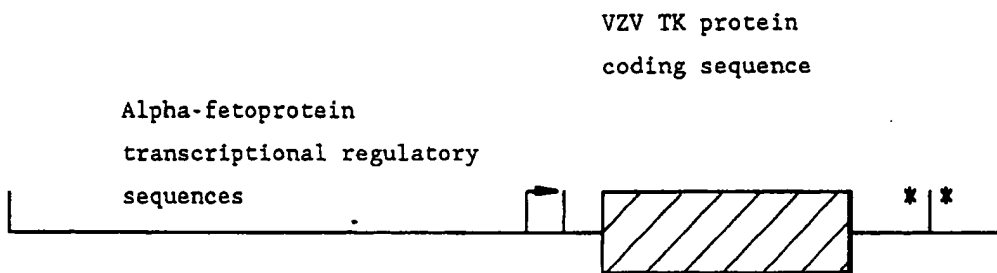 VZV TK protein
coding sequence
Alpha-fetoprotein
transcriptional regulatory
sequences
* *